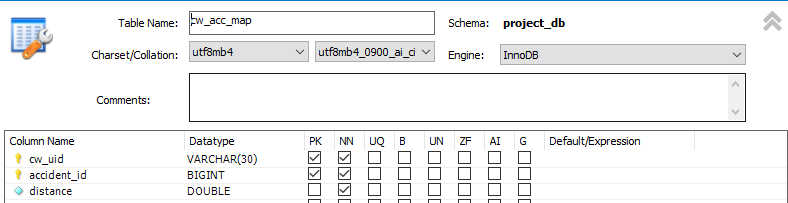 Table Name: cw_acc_map Schema: project_db
Charset/Collation: utf8mb4 utf8mb4_0900_ai_ci Engine: InnoDB
Comments:
Column Name Datatype PK NN UQ B UN ZF AI G Default/Expression
cw_uid VARCHAR(30)
accident_id BIGINT
distance DOUBLE